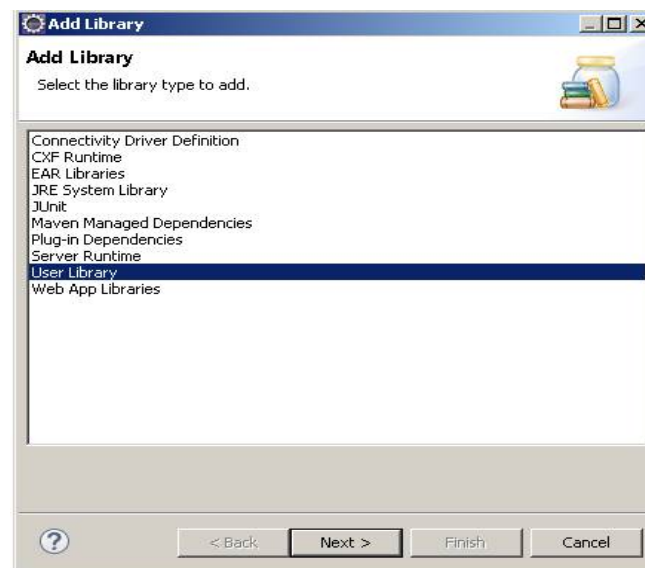 Add Library
Add Library
Select the library type to add.
Connectivity Driver Definition
CXF Runtime
EAR Libraries
JRE System Library
JUnit
Maven Managed Dependencies
Plug-in Dependencies
Server Runtime
User Library
Web App Libraries
?
< Back Next > Finish Cancel